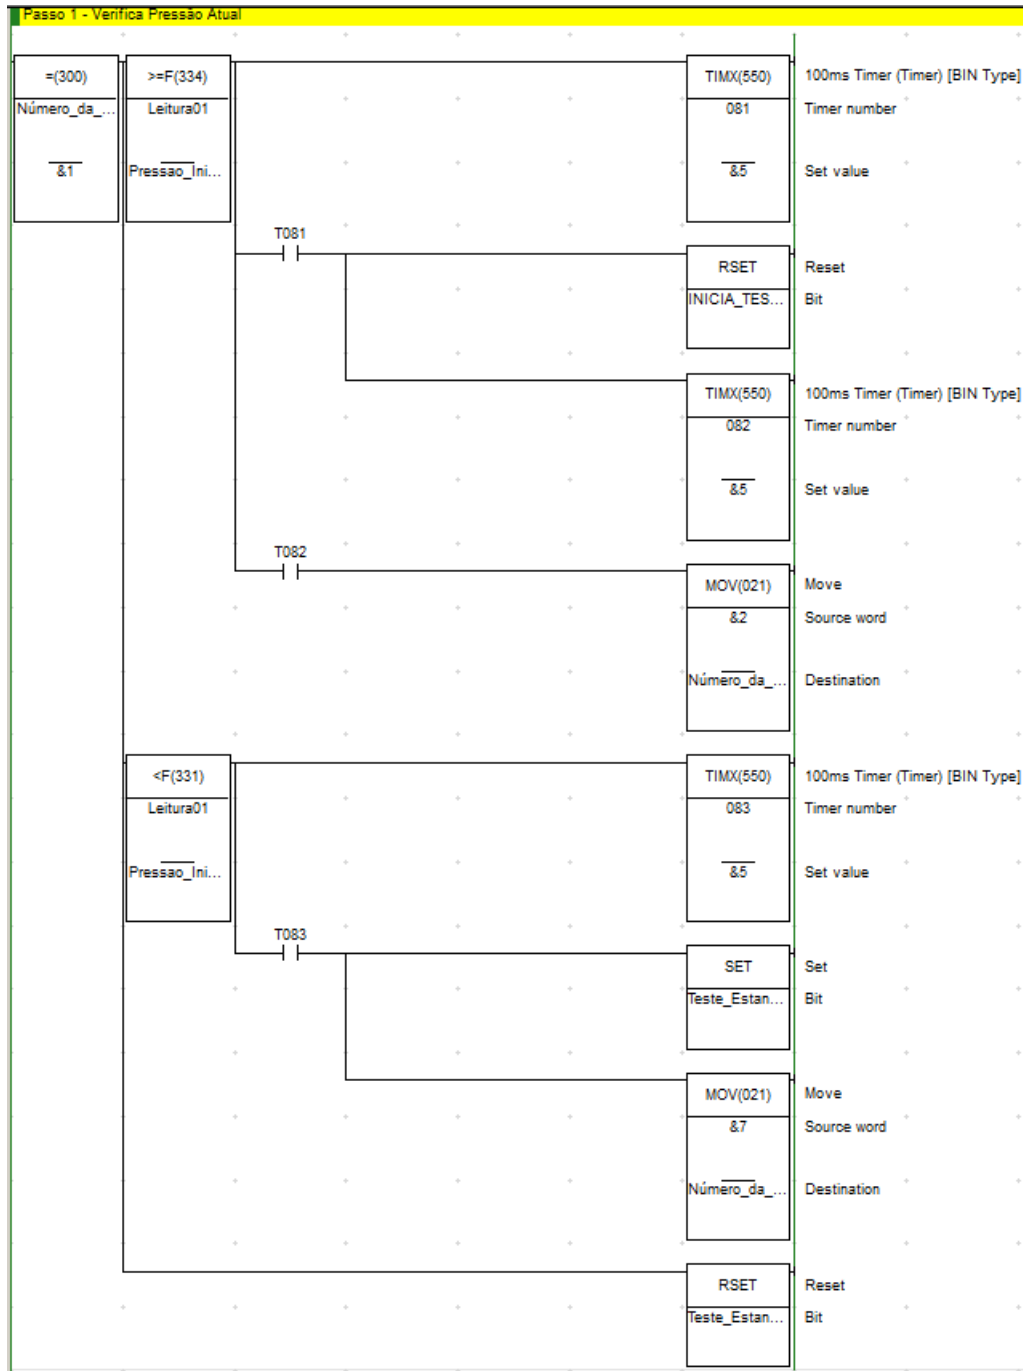 Passo 1 - Verifica Pressão Atual
=(300)
Número_da_...
&1
>=F(334)
Leitura01
Pressao_Ini...
TIMX(550)
100ms Timer (Timer) [BIN Type]
081
Timer number
&5
Set value
T081
RSET
Reset
INICIA_TES...
Bit
TIMX(550)
100ms Timer (Timer) [BIN Type]
082
Timer number
&5
Set value
T082
MOV(021)
Move
&2
Source word
Número_da_...
Destination
<F(331)
Leitura01
Pressao_Ini...
TIMX(550)
100ms Timer (Timer) [BIN Type]
083
Timer number
&5
Set value
T083
SET
Set
Teste_Estan...
Bit
MOV(021)
Move
&7
Source word
Número_da_...
Destination
RSET
Reset
Teste_Estan...
Bit